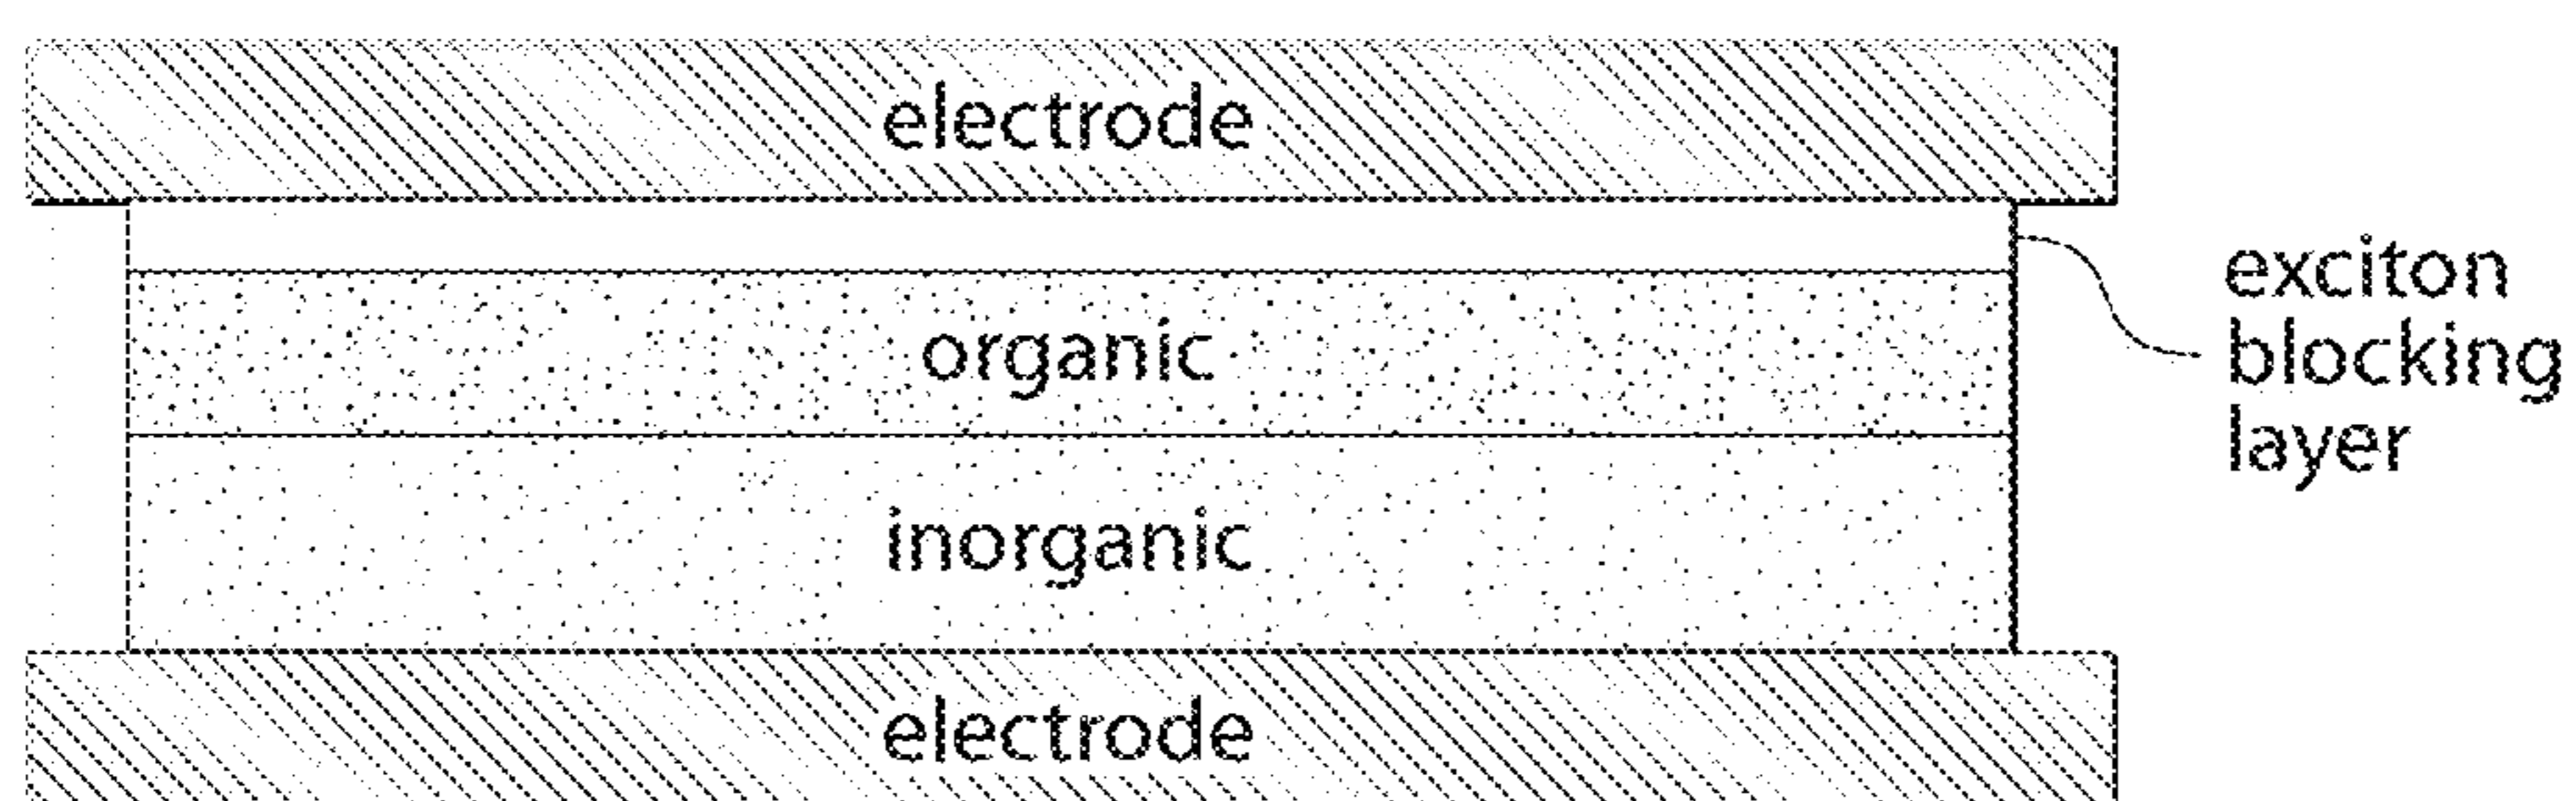 electrode
exciton
blocking
layer
organic
inorganic
electrode